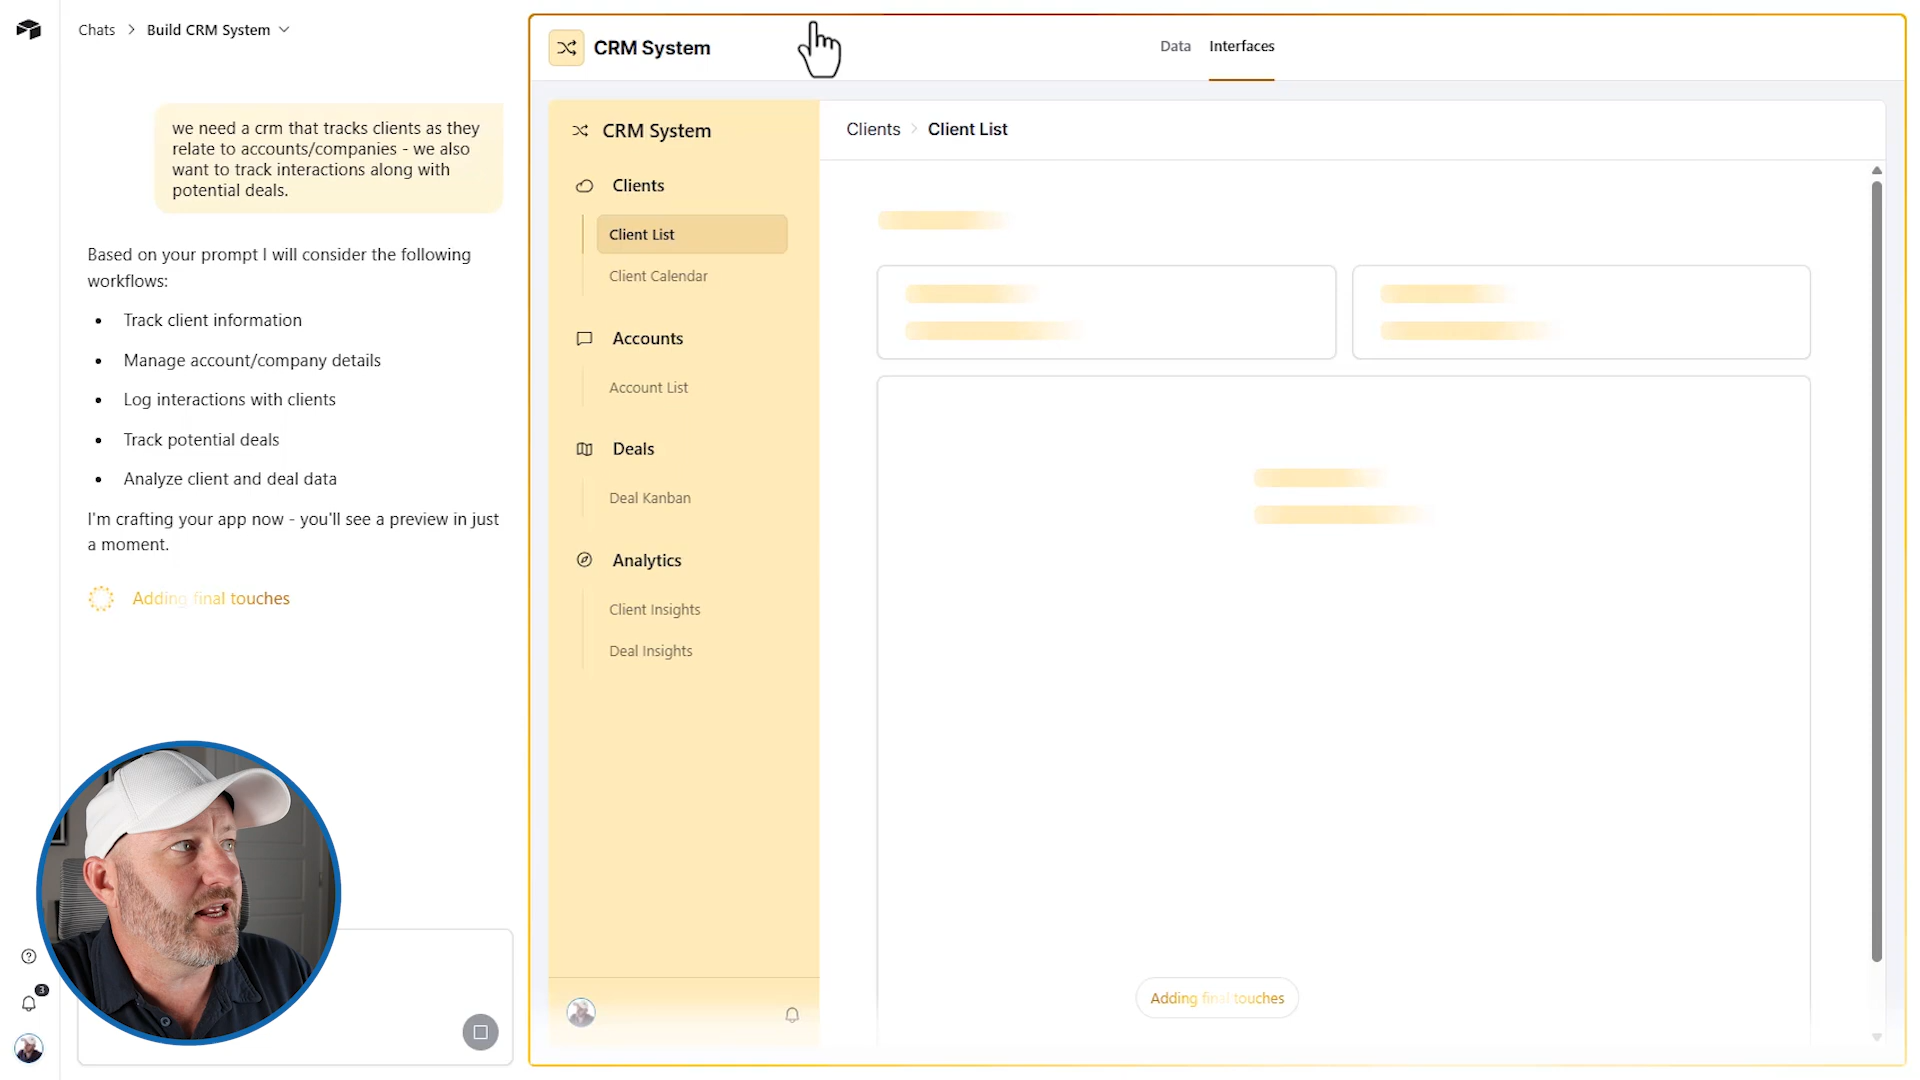 Chats
Build CRM System
we need a crm that tracks clients as they
relate to accounts/companies - we also
want to track interactions along with
potential deals.
Based on your prompt I will consider the following
workflows:
• Track client information
• Manage account/company details
• Log interactions with clients
• Track potential deals
• Analyze client and deal data
I'm crafting your app now - you'll see a preview in just
a moment.
Adding final touches
3
CRM System
Data
Interfaces
CRM System
Clients
Client List
Client Calendar
Accounts
Account List
Deals
Deal Kanban
Analytics
Client Insights
Deal Insights
Clients
Client List
Adding final touches